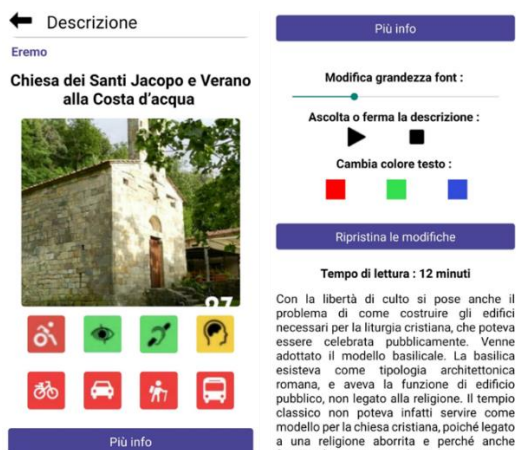 Descrizione
Eremo
Chiesa dei Santi Jacopo e Verano
alla Costa d'acqua
Più info
Più info
Modifica grandezza font :
Ascolta o ferma la descrizione :
Cambia colore testo :
Ripristina le modifiche
Tempo di lettura : 12 minuti
Con la libertà di culto si pose anche il
problema di come costruire gli edifici
necessari per la liturgia cristiana, che poteva
essere celebrata pubblicamente. Venne
adottato il modello basilicale. La basilica
esisteva come tipologia architettonica
romana, e aveva la funzione di edificio
pubblico, non legato alla religione. Il tempio
classico non poteva infatti servire come
modello per la chiesa cristiana, poiché legato
a una religione aborrita e perché anche